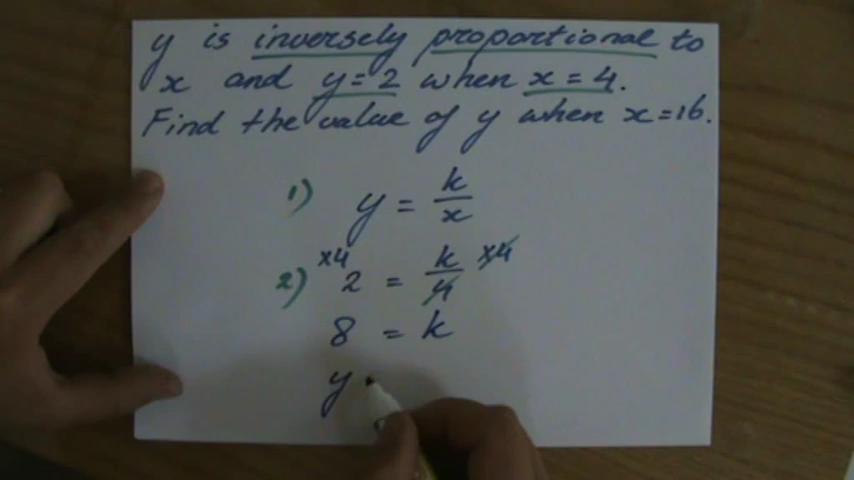 y is inversely proportional to
x and y = 2 when x = 4.
Find the value of y when x = 16.
1) y = k/x
2) ×4 2 = k/4 ×4
8 = k
y